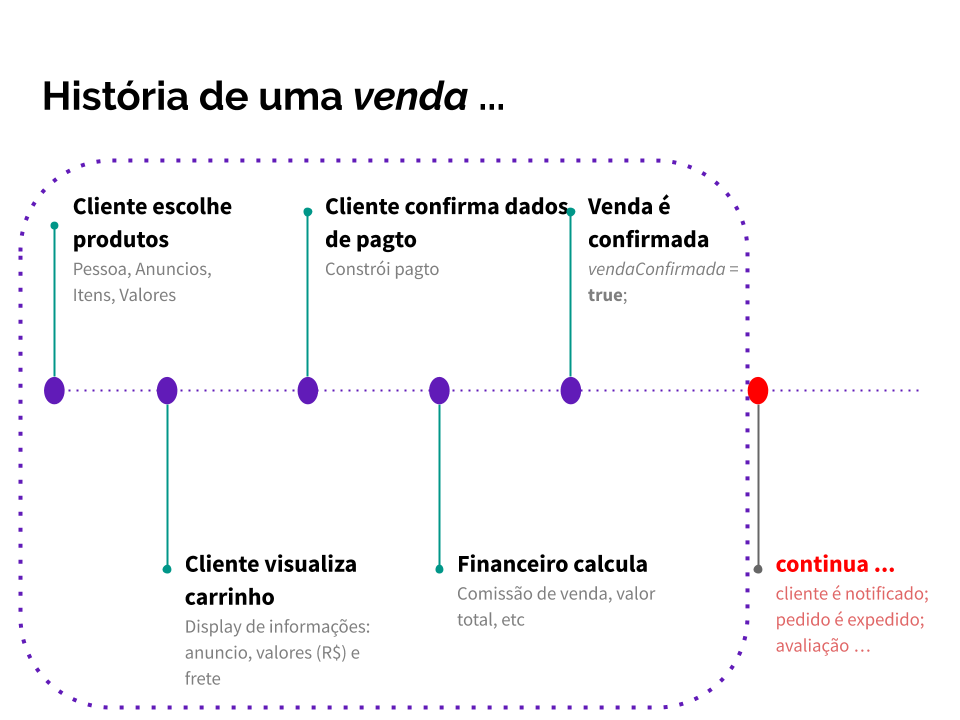 História de uma venda ...
Cliente escolhe
produtos
Pessoa, Anuncios,
Itens, Valores
Cliente confirma dados
de pagto
Constrói pagto
Venda é
confirmada
vendaConfirmada =
true;
Cliente visualiza
carrinho
Display de informações:
anuncio, valores (R$) e
frete
Financeiro calcula
Comissão de venda, valor
total, etc
continua ...
cliente é notificado;
pedido é expedido;
avaliação ...